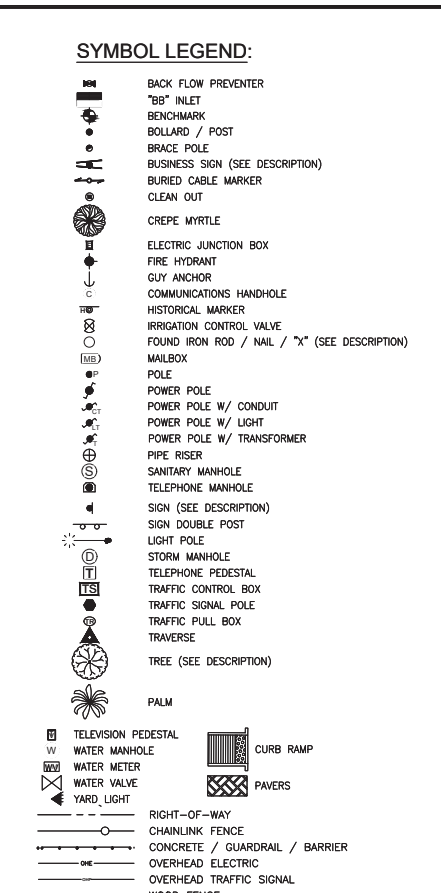 SYMBOL LEGEND:
BACK FLOW PREVENTER
"BB" INLET
BENCHMARK
BOLLARD / POST
BRACE POLE
BUSINESS SIGN (SEE DESCRIPTION)
BURIED CABLE MARKER
CLEAN OUT
CREPE MYRTLE
ELECTRIC JUNCTION BOX
FIRE HYDRANT
GUY ANCHOR
C COMMUNICATIONS HANDHOLE
HISTORICAL MARKER
IRRIGATION CONTROL VALVE
FOUND IRON ROD / NAIL / "X" (SEE DESCRIPTION)
MB MAILBOX
P POLE
POWER POLE
CT POWER POLE W/ CONDUIT
LT POWER POLE W/ LIGHT
T POWER POLE W/ TRANSFORMER
PIPE RISER
S SANITARY MANHOLE
TELEPHONE MANHOLE
SIGN (SEE DESCRIPTION)
SIGN DOUBLE POST
LIGHT POLE
D STORM MANHOLE
T TELEPHONE PEDESTAL
TS TRAFFIC CONTROL BOX
TRAFFIC SIGNAL POLE
TR TRAFFIC PULL BOX
TRAVERSE
TREE (SEE DESCRIPTION)
PALM
TELEVISION PEDESTAL
W WATER MANHOLE
WATER METER
WATER VALVE
YARD LIGHT
CURB RAMP
PAVERS
RIGHT-OF-WAY
CHAINLINK FENCE
CONCRETE / GUARDRAIL / BARRIER
OHE OVERHEAD ELECTRIC
OVERHEAD TRAFFIC SIGNAL